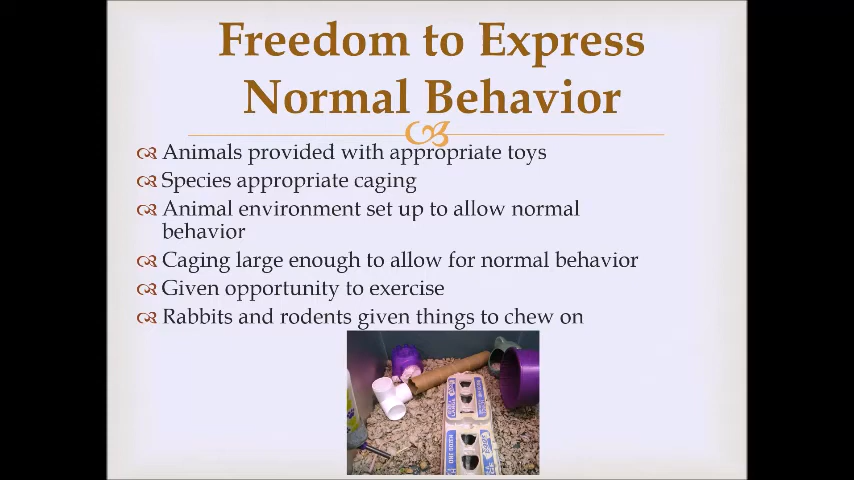 Freedom to Express
Normal Behavior
Animals provided with appropriate toys
Species appropriate caging
Animal environment set up to allow normal
behavior
Caging large enough to allow for normal behavior
Given opportunity to exercise
Rabbits and rodents given things to chew on